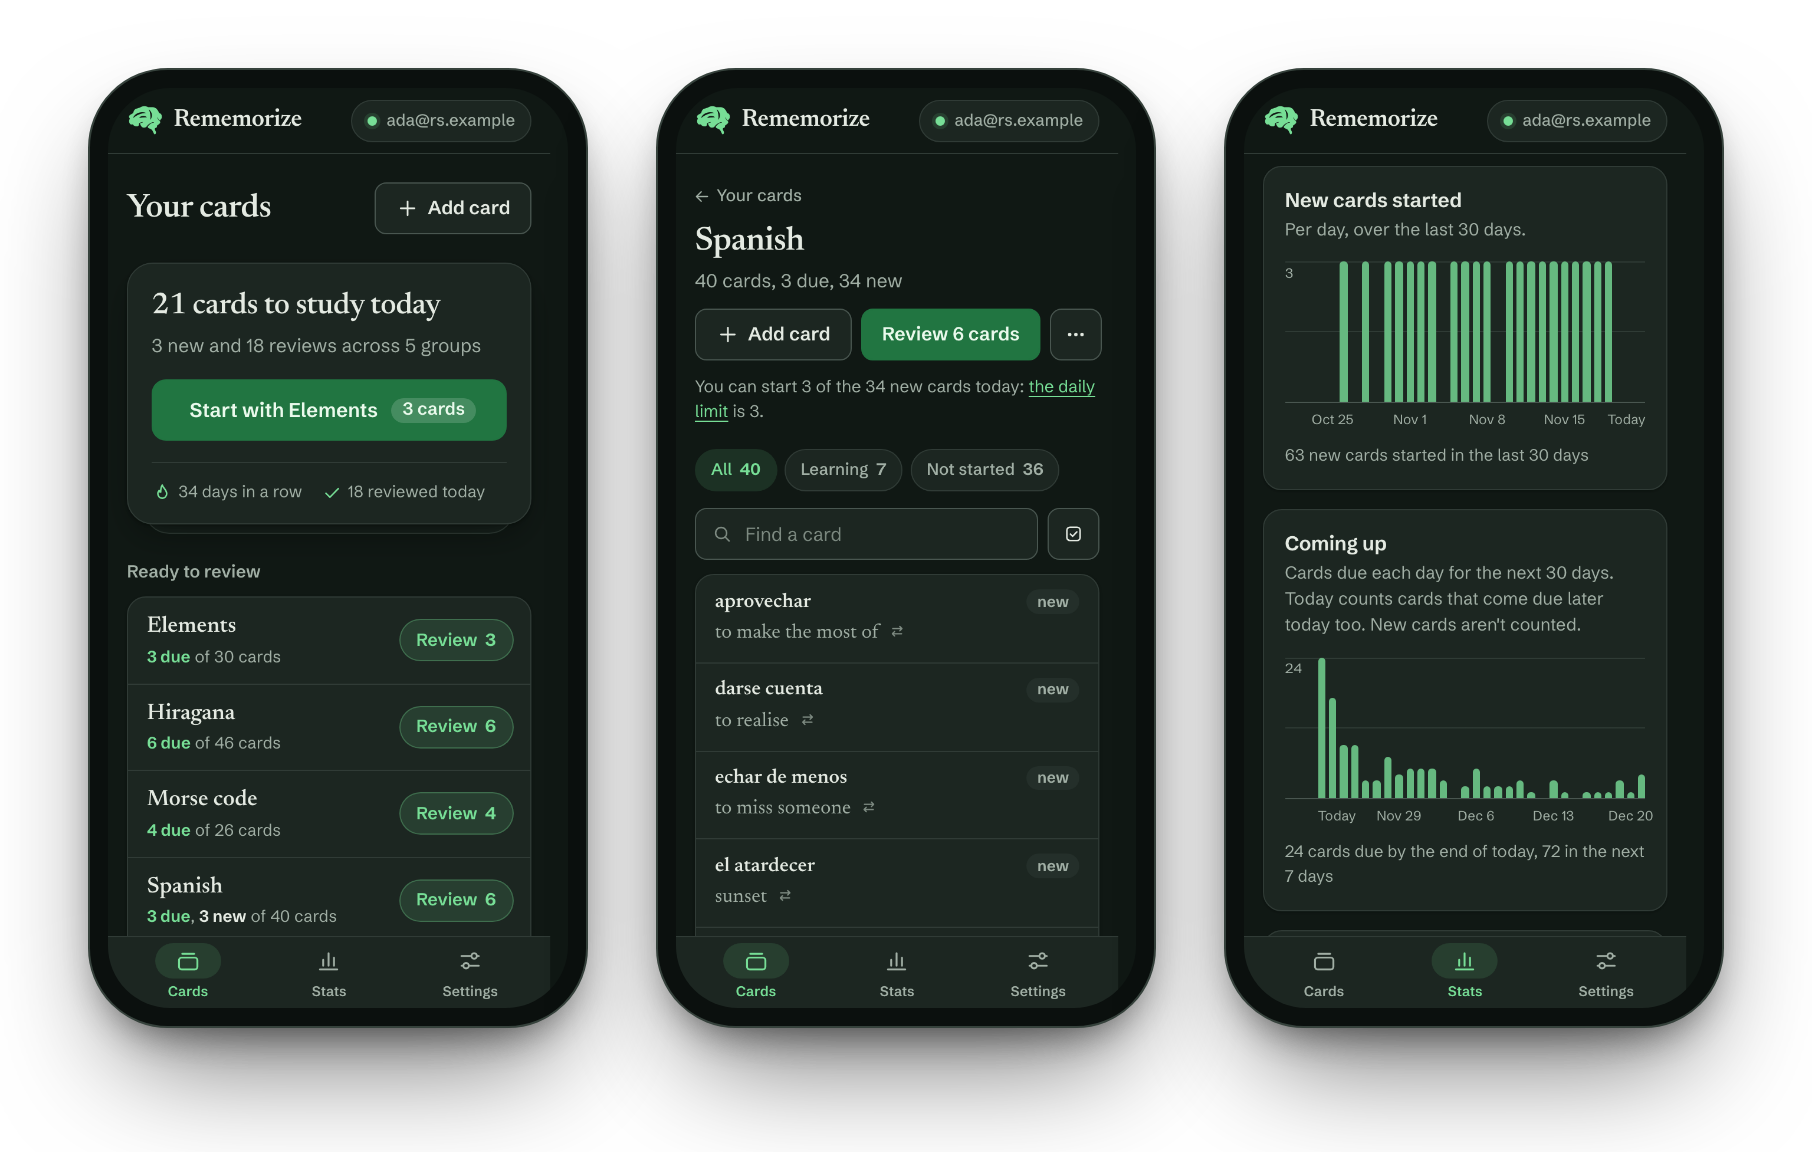 Rememorize
ada@rs.example
Your cards
Add card
21 cards to study today
3 new and 18 reviews across 5 groups
Start with Elements 3 cards
34 days in a row
18 reviewed today
Ready to review
Elements
3 due of 30 cards
Review 3
Hiragana
6 due of 46 cards
Review 6
Morse code
4 due of 26 cards
Review 4
Spanish
3 due, 3 new of 40 cards
Review 6
Cards
Stats
Settings
Rememorize
ada@rs.example
← Your cards
Spanish
40 cards, 3 due, 34 new
Add card
Review 6 cards
You can start 3 of the 34 new cards today: the daily
limit is 3.
All 40
Learning 7
Not started 36
Find a card
aprovechar
new
to make the most of
darse cuenta
new
to realise
echar de menos
new
to miss someone
el atardecer
new
sunset
Cards
Stats
Settings
Rememorize
ada@rs.example
New cards started
Per day, over the last 30 days.
3
Oct 25
Nov 1
Nov 8
Nov 15
Today
63 new cards started in the last 30 days
Coming up
Cards due each day for the next 30 days.
Today counts cards that come due later
today too. New cards aren't counted.
24
Today
Nov 29
Dec 6
Dec 13
Dec 20
24 cards due by the end of today, 72 in the next
7 days
Cards
Stats
Settings